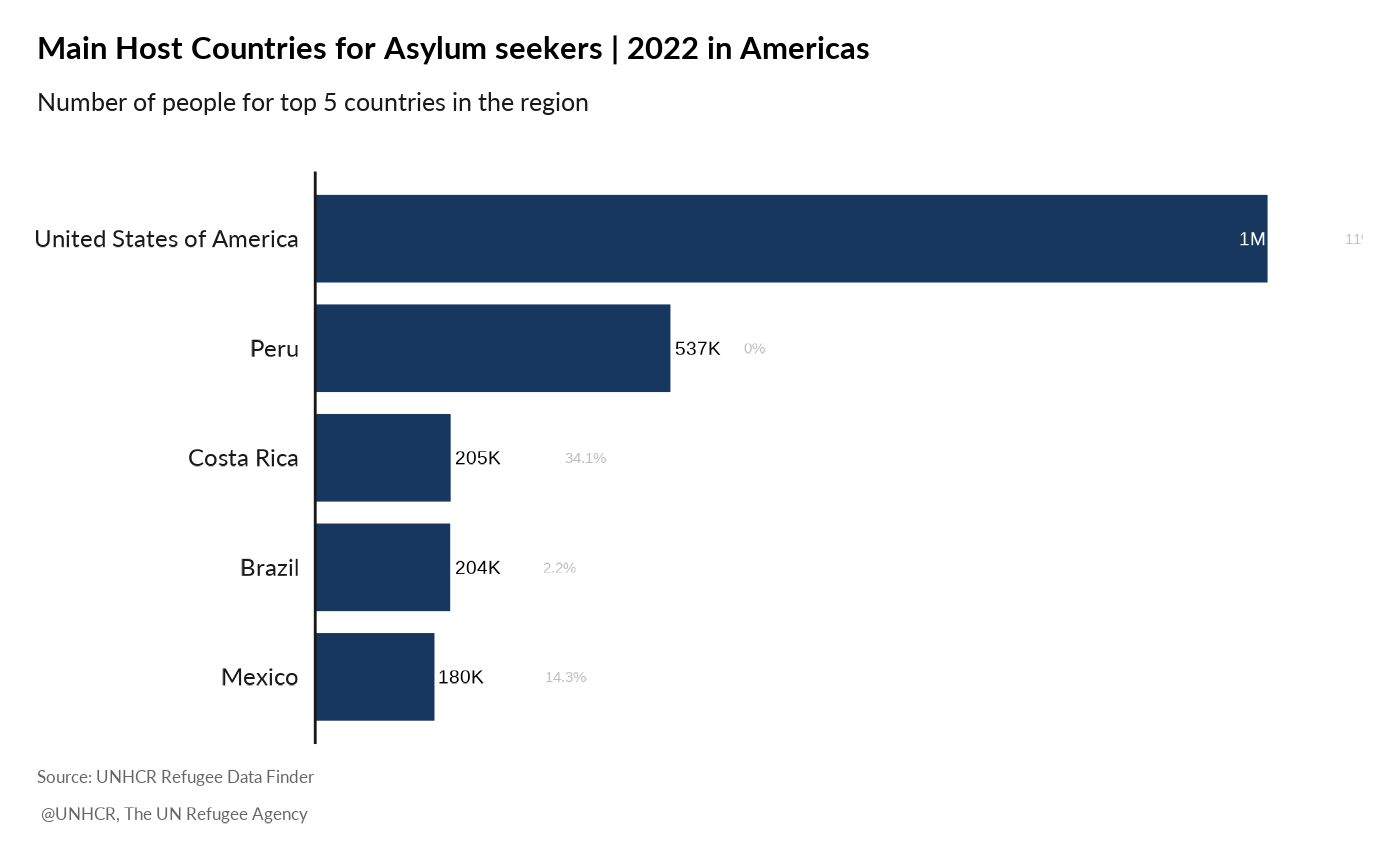 Main Host Countries for Asylum seekers | 2022 in Americas
Number of people for top 5 countries in the region
United States of America 1M
Peru 537K 0%
Costa Rica 205K 34.1%
Brazil 204K 2.2%
Mexico 180K 14.3%
Source: UNHCR Refugee Data Finder
@UNHCR, The UN Refugee Agency